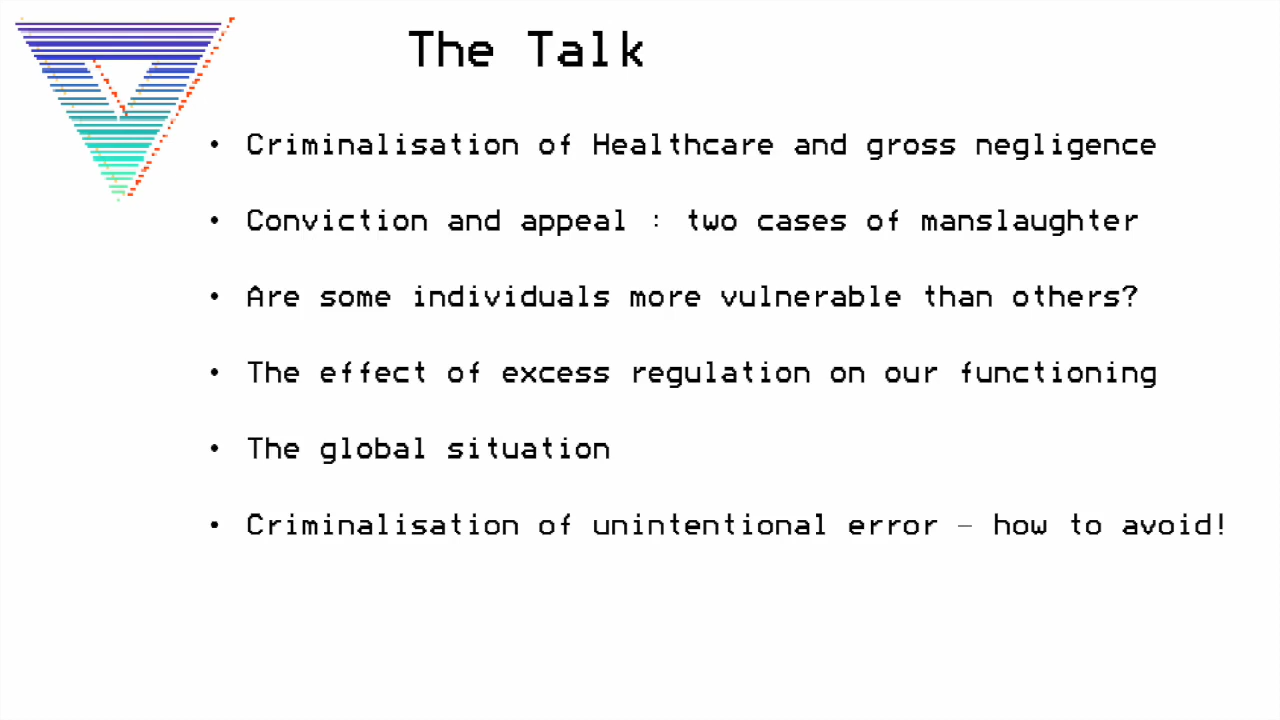 The Talk
• Criminalisation of Healthcare and gross negligence
• Conviction and appeal : two cases of manslaughter
• Are some individuals more vulnerable than others?
• The effect of excess regulation on our functioning
• The global situation
• Criminalisation of unintentional error – how to avoid!